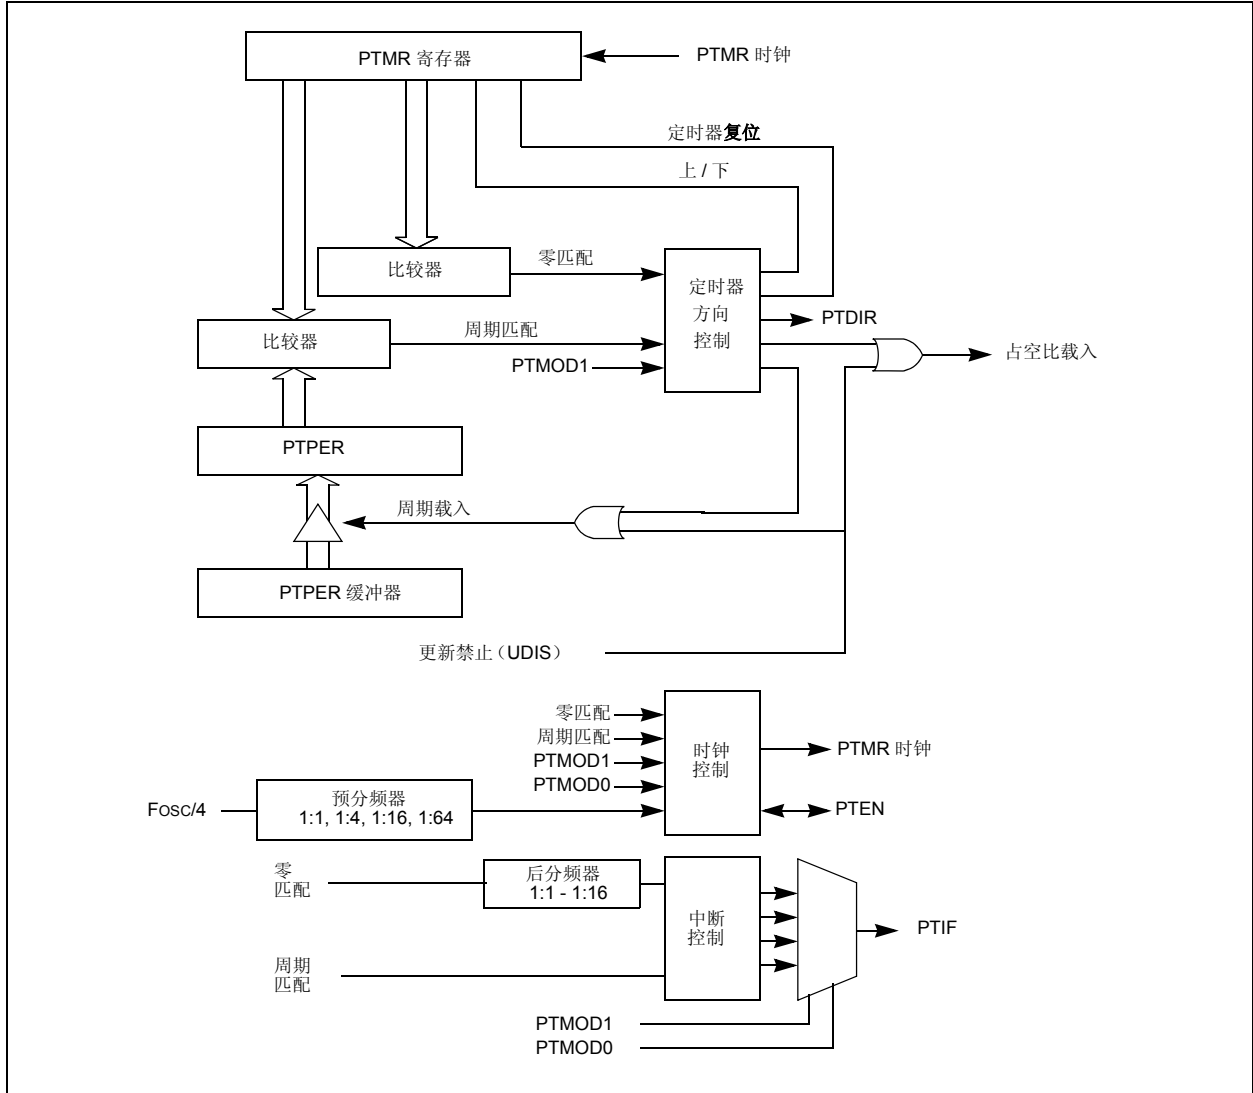 PTMR 寄存器
PTMR 时钟
定时器复位
上 / 下
比较器
零匹配
定时器
方向
控制
PTDIR
比较器
周期匹配
PTMOD1
占空比载入
PTPER
周期载入
PTPER 缓冲器
更新禁止（UDIS）
零匹配
周期匹配
PTMOD1
PTMOD0
时钟
控制
PTMR 时钟
PTEN
FOSC/4
预分频器
1:1, 1:4, 1:16, 1:64
零
匹配
后分频器
1:1 - 1:16
中断
控制
PTIF
周期
匹配
PTMOD1
PTMOD0